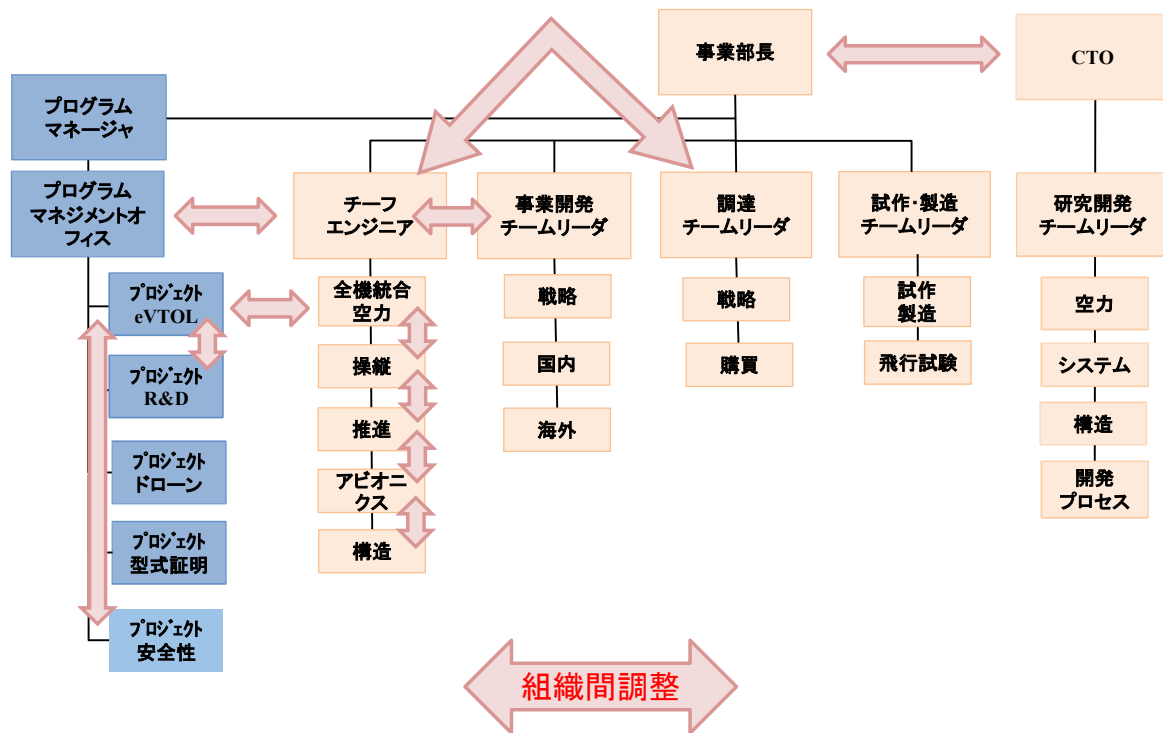 事業部長
CTO
プログラム
マネージャ
プログラム
マネジメントオ
フィス
チーフ
エンジニア
事業開発
チームリーダ
調達
チームリーダ
試作・製造
チームリーダ
研究開発
チームリーダ
ﾌﾟﾛｼﾞｪｸﾄ
eVTOL
ﾌﾟﾛｼﾞｪｸﾄ
R&D
ﾌﾟﾛｼﾞｪｸﾄ
ドローン
ﾌﾟﾛｼﾞｪｸﾄ
型式証明
ﾌﾟﾛｼﾞｪｸﾄ
安全性
全機統合
空力
操縦
推進
アビオニ
クス
構造
戦略
国内
海外
戦略
購買
試作
製造
飛行試験
空力
システム
構造
開発
プロセス
組織間調整